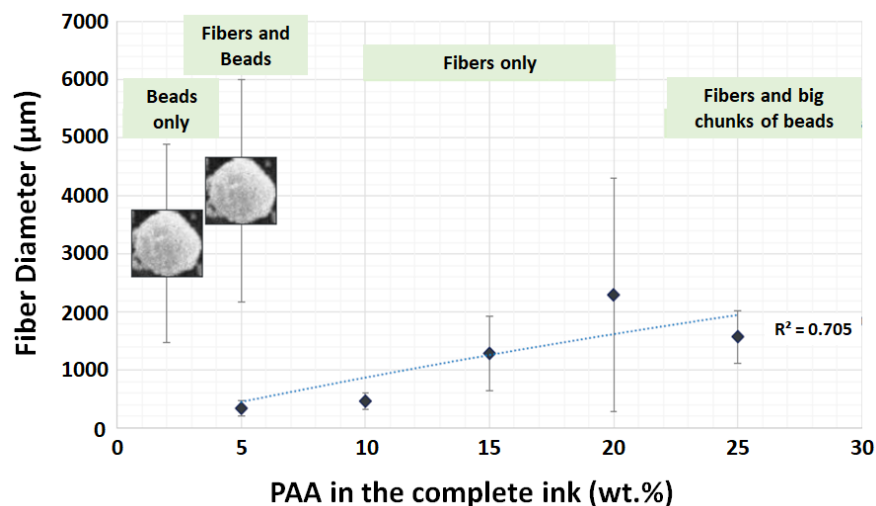 7000
6000
5000
4000
3000
2000
1000
0
Fiber Diameter (µm)
Beads
only
Fibers and
Beads
Fibers only
Fibers and big
chunks of beads
R² = 0.705
0 5 10 15 20 25 30
PAA in the complete ink (wt.%)